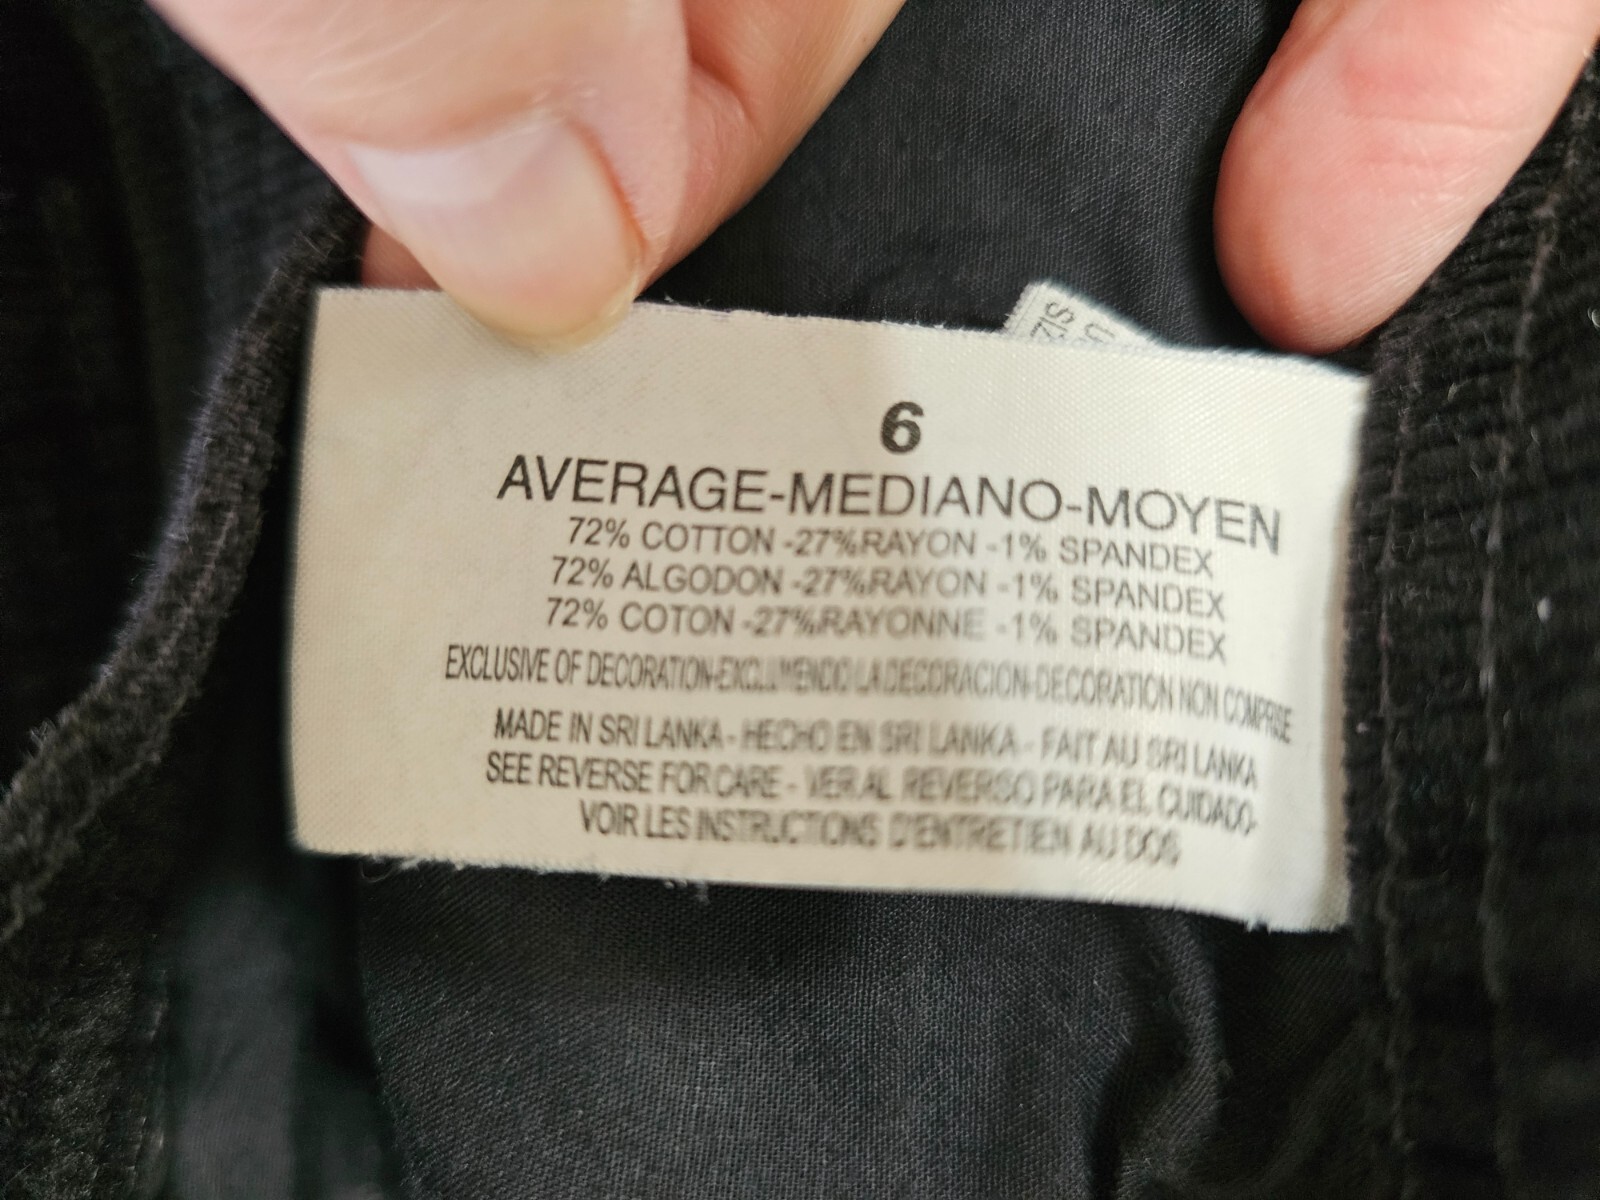 6
AVERAGE-MEDIANO-MOYEN
72% COTTON -27%RAYON -1% SPANDEX
72% ALGODON -27%RAYON -1% SPANDEX
72% COTON -27%RAYONNE -1% SPANDEX
EXCLUSIVE OF DECORATION-EXCLUYENDO LA DECORACION-DECORATION NON COMPRISE
MADE IN SRI LANKA - HECHO EN SRI LANKA - FAIT AU SRI LANKA
SEE REVERSE FOR CARE - VER AL REVERSO PARA EL CUIDADO-
VOIR LES INSTRUCTIONS D'ENTRETIEN AU DOS